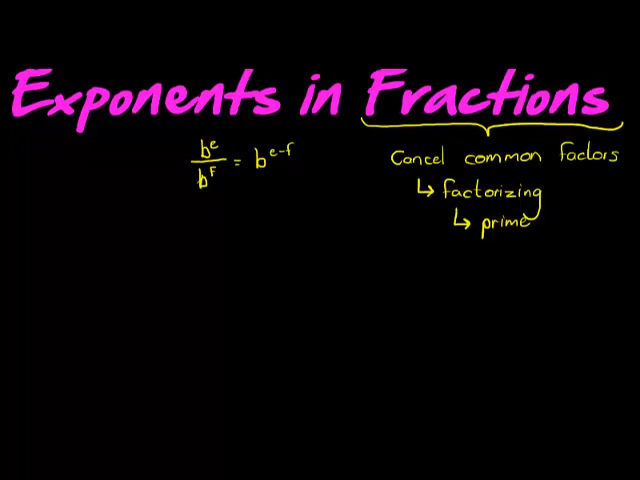 Exponents in Fractions
b^e/b^f = b^(e-f)
Cancel common factors
↳ factorizing
↳ prime